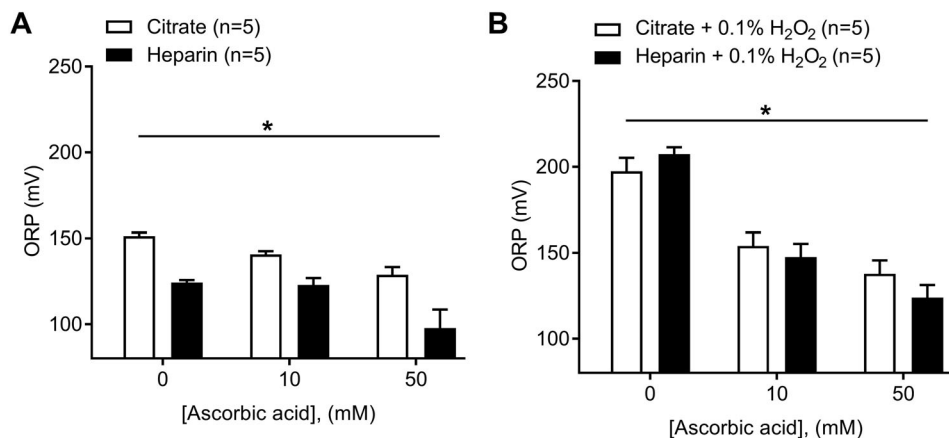 A
Citrate (n=5)
Heparin (n=5)
250
200
150
100
ORP (mV)
*
0
10
50
[Ascorbic acid], (mM)
B
Citrate + 0.1% H₂O₂ (n=5)
Heparin + 0.1% H₂O₂ (n=5)
250
200
150
100
ORP (mV)
*
0
10
50
[Ascorbic acid], (mM)